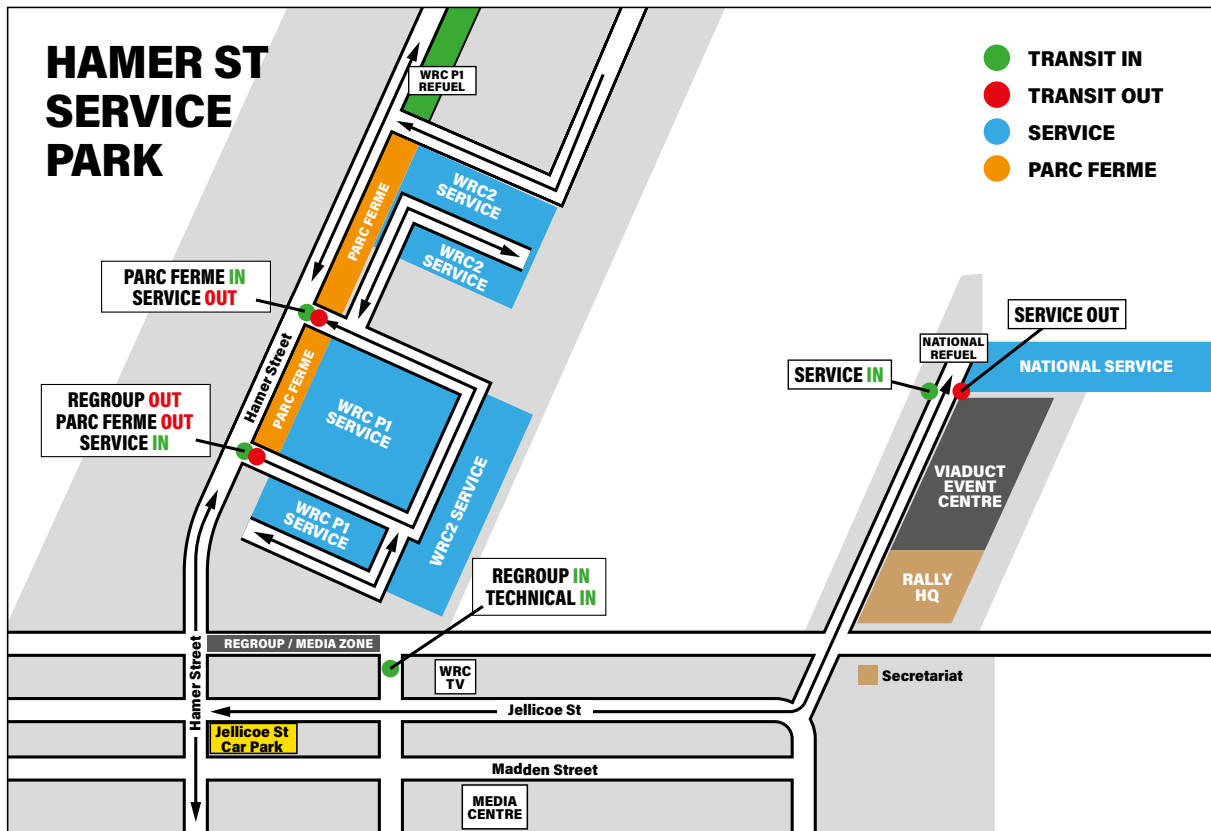 HAMER ST
SERVICE
PARK
TRANSIT IN
TRANSIT OUT
SERVICE
PARC FERME
WRC P1
REFUEL
WRC2
SERVICE
PARC FERME
WRC2
SERVICE
PARC FERME IN
SERVICE OUT
Hamer Street
PARC FERME
WRC P1
SERVICE
REGROUP OUT
PARC FERME OUT
SERVICE IN
WRC P1
SERVICE
WRC2 SERVICE
SERVICE OUT
NATIONAL
REFUEL
NATIONAL SERVICE
SERVICE IN
VIADUCT
EVENT
CENTRE
RALLY
HQ
REGROUP IN
TECHNICAL IN
REGROUP / MEDIA ZONE
WRC
TV
Secretariat
Hamer Street
Jellicoe St
Jellicoe St
Car Park
Madden Street
MEDIA
CENTRE